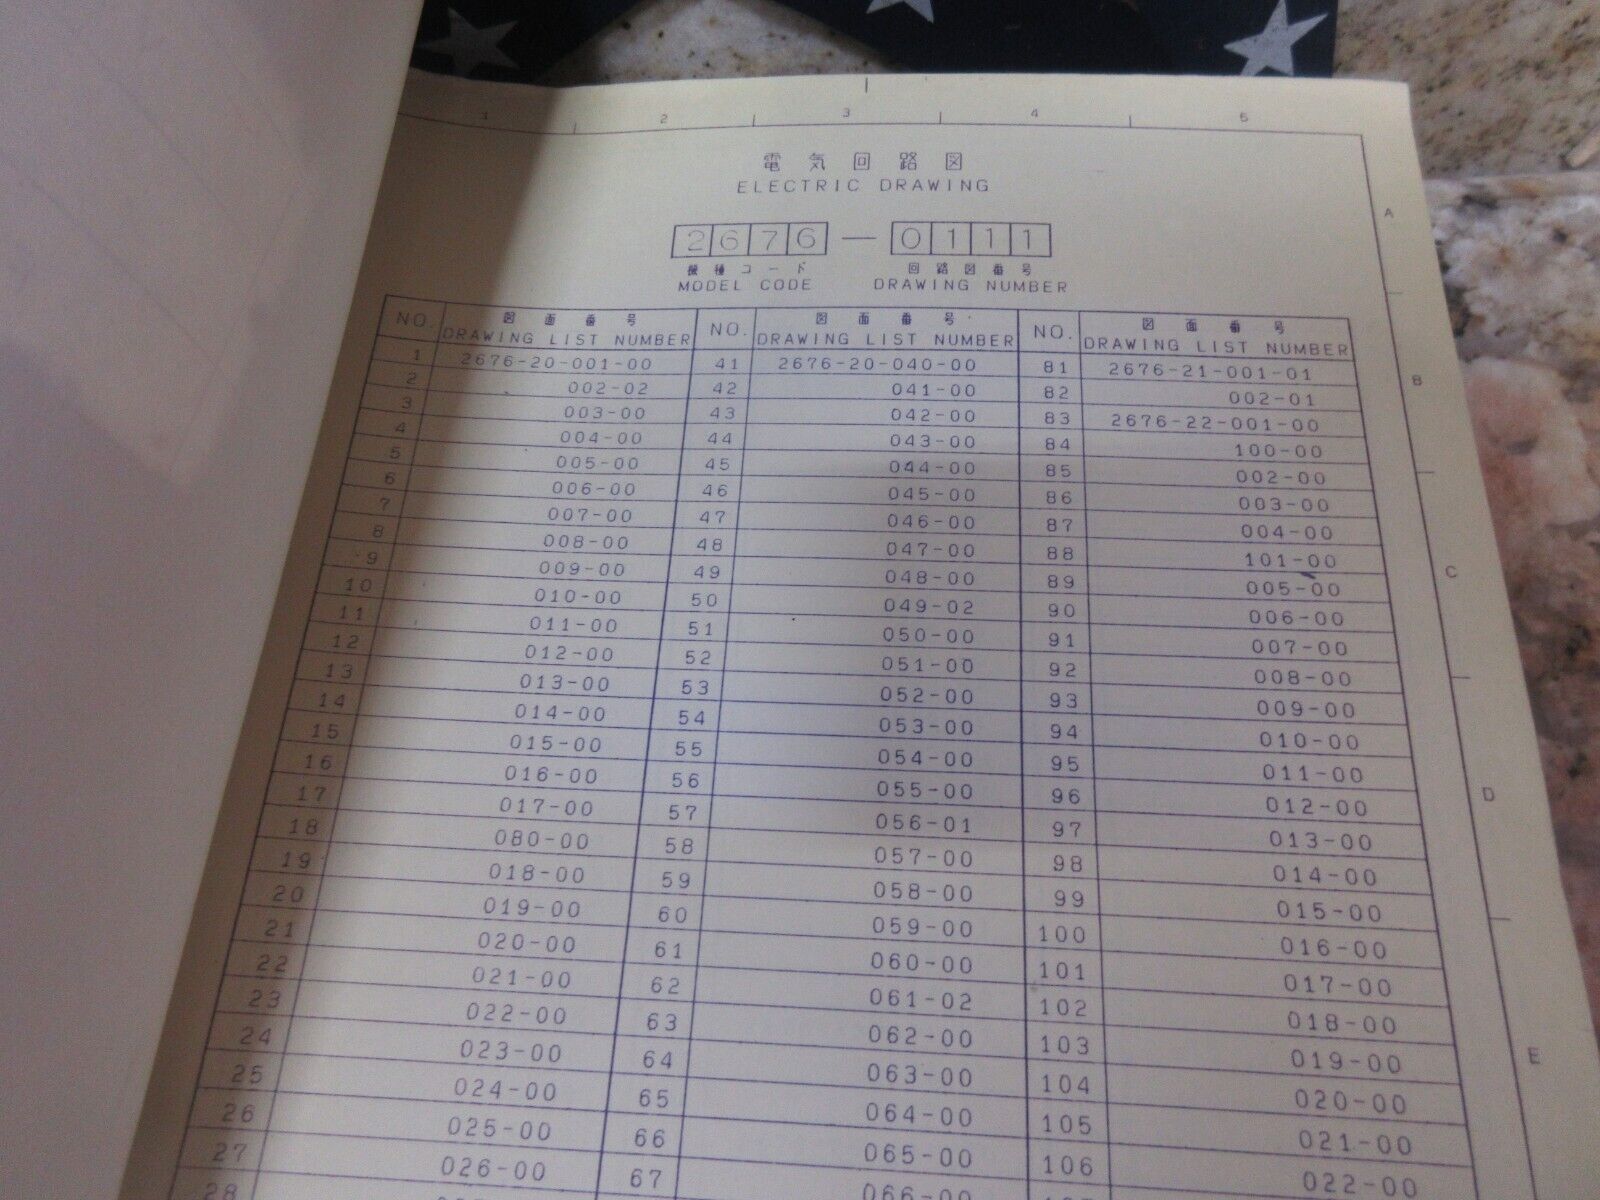 1 2 3 4 5
電気回路図
ELECTRIC DRAWING
2676 — 0111
機種コード 回路図番号
MODEL CODE DRAWING NUMBER
A
NO. 図面番号 NO. 図面番号 NO. 図面番号
DRAWING LIST NUMBER DRAWING LIST NUMBER DRAWING LIST NUMBER
1 2676-20-001-00 41 2676-20-040-00 81 2676-21-001-01
B
2 002-02 42 041-00 82 002-01
3 003-00 43 042-00 83 2676-22-001-00
4 004-00 44 043-00 84 100-00
5 005-00 45 044-00 85 002-00
6 006-00 46 045-00 86 003-00
7 007-00 47 046-00 87 004-00
8 008-00 48 047-00 88 101-00
C
9 009-00 49 048-00 89 005-00
10 010-00 50 049-02 90 006-00
11 011-00 51 050-00 91 007-00
12 012-00 52 051-00 92 008-00
13 013-00 53 052-00 93 009-00
14 014-00 54 053-00 94 010-00
15 015-00 55 054-00 95 011-00
16 016-00 56 055-00 96 012-00
D
17 017-00 57 056-01 97 013-00
18 080-00 58 057-00 98 014-00
19 018-00 59 058-00 99 015-00
20 019-00 60 059-00 100 016-00
21 020-00 61 060-00 101 017-00
22 021-00 62 061-02 102 018-00
23 022-00 63 062-00 103 019-00
E
24 023-00 64 063-00 104 020-00
25 024-00 65 064-00 105 021-00
26 025-00 66 065-00 106 022-00
27 026-00 67 066-00
28